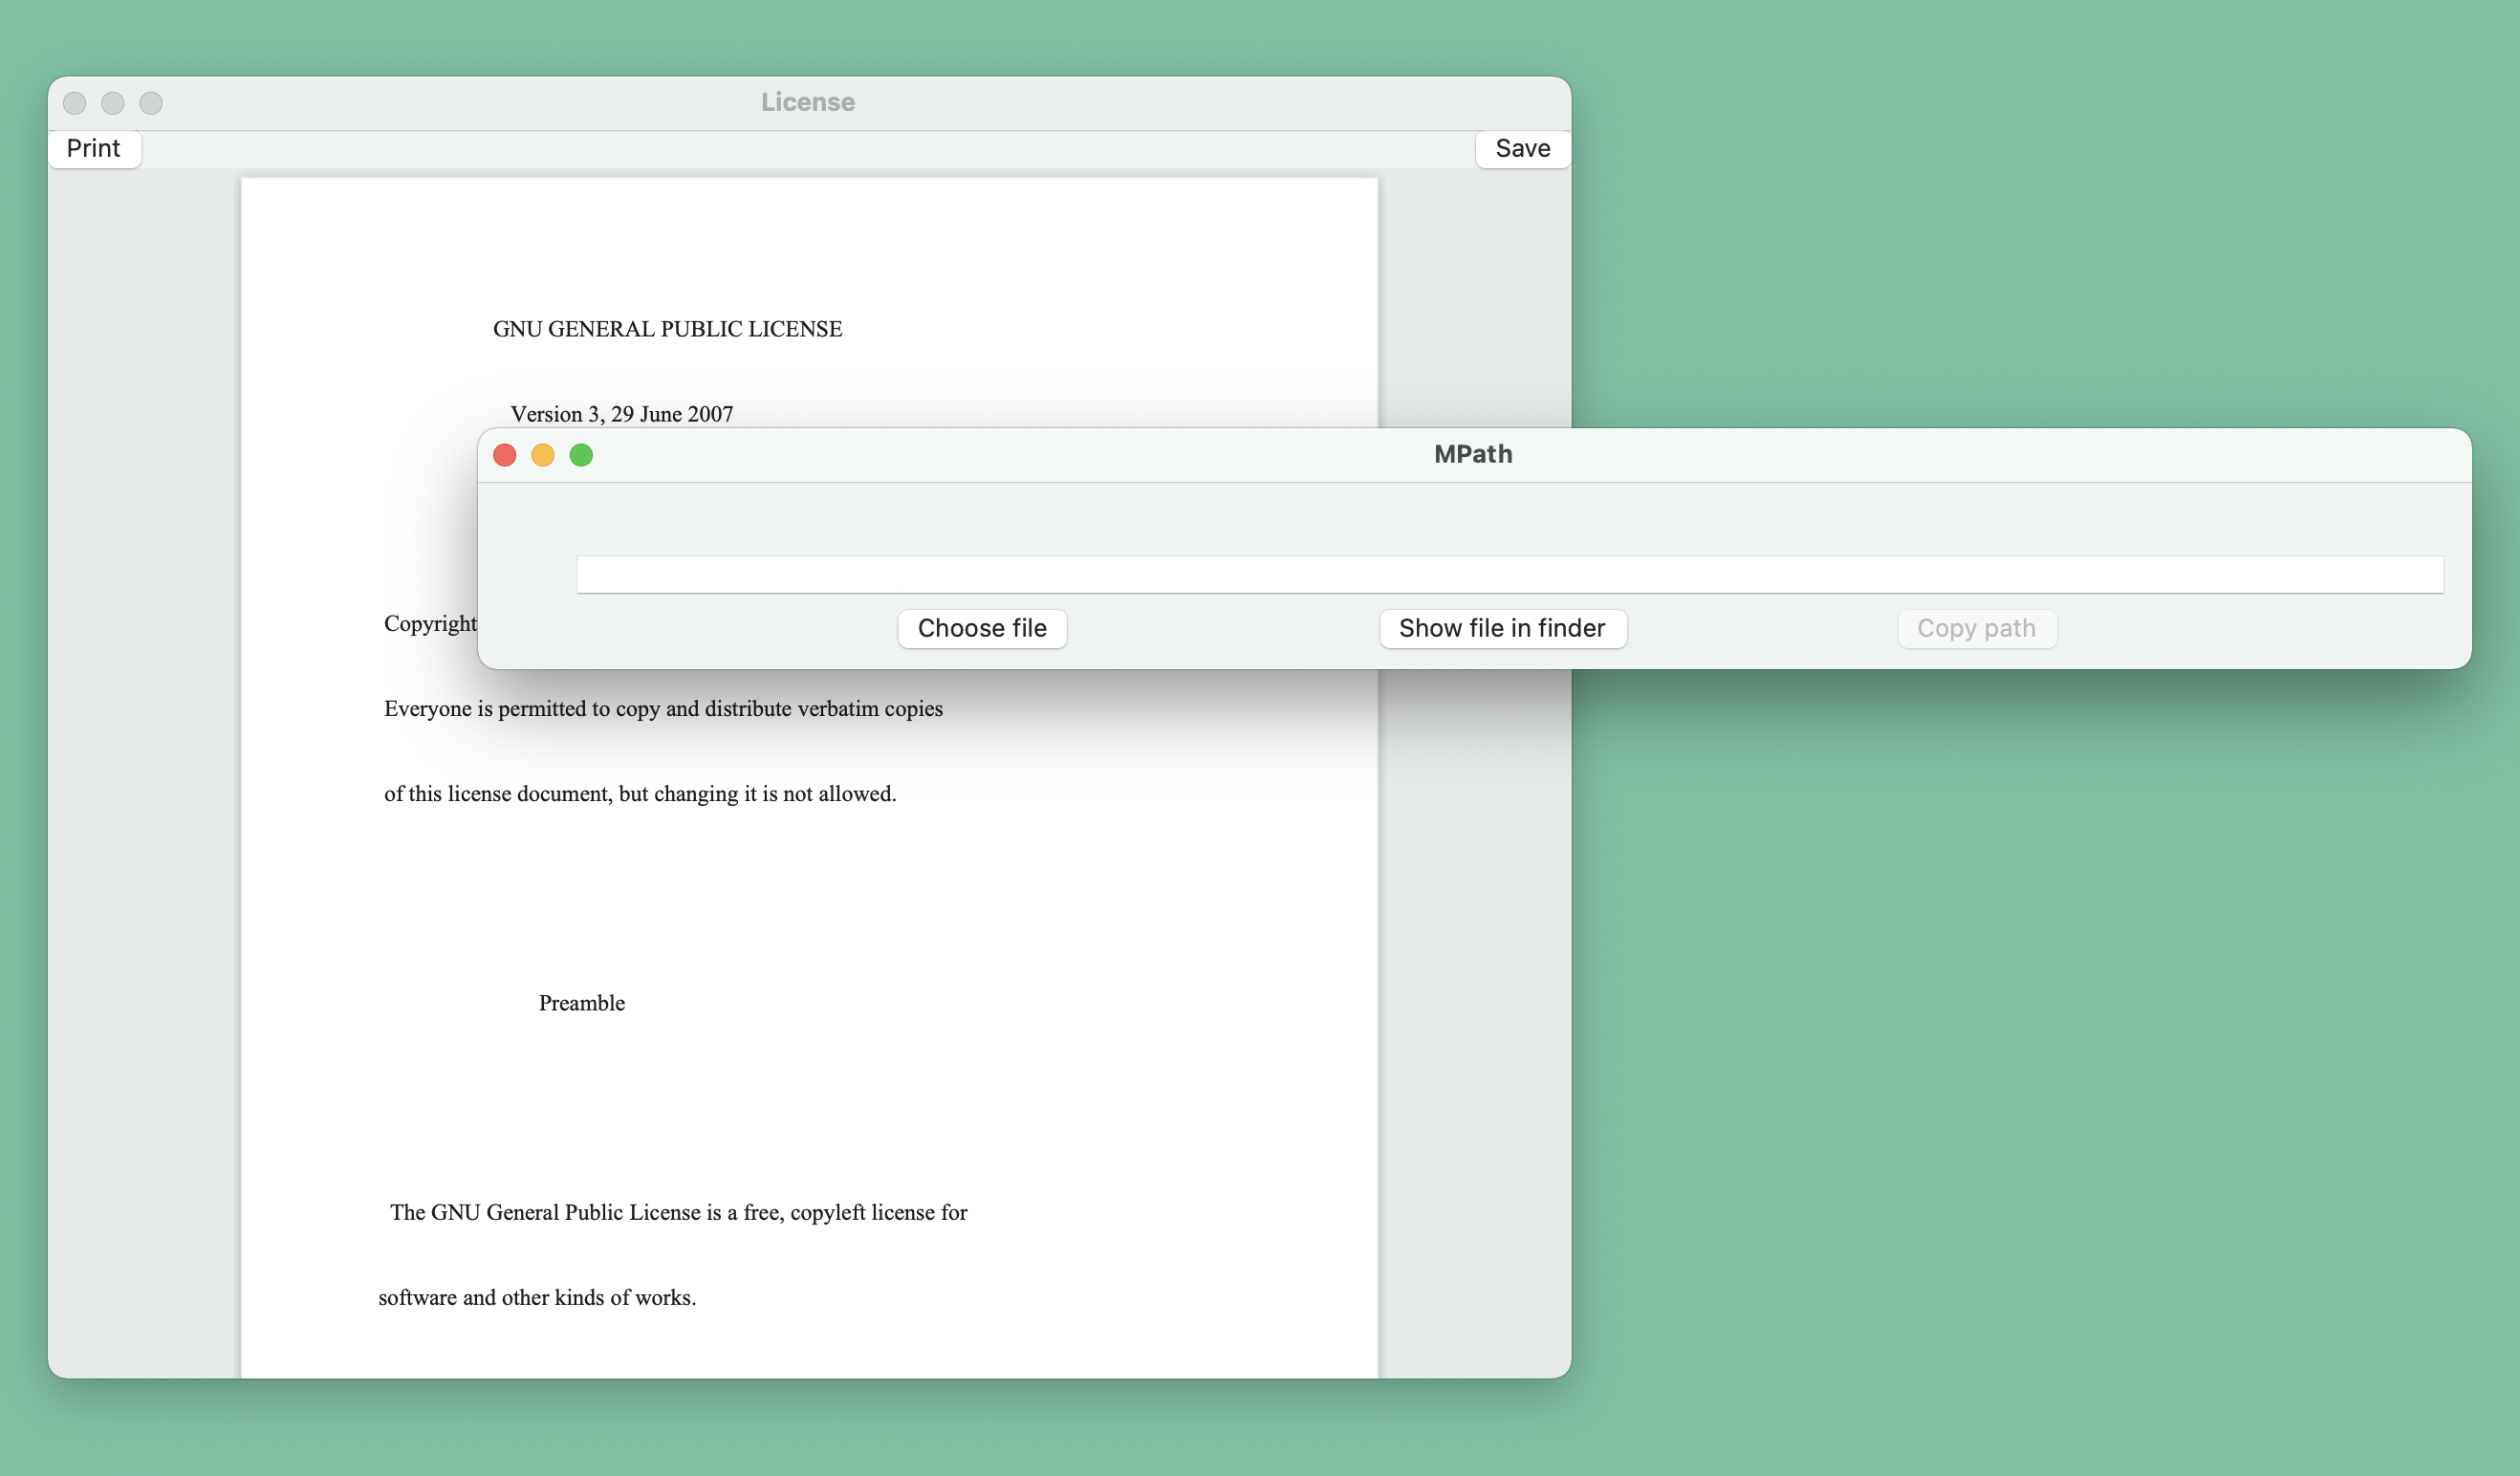 License
Print
Save
GNU GENERAL PUBLIC LICENSE
Version 3, 29 June 2007
MPath
Choose file
Show file in finder
Copy path
Copyright
Everyone is permitted to copy and distribute verbatim copies
of this license document, but changing it is not allowed.
Preamble
The GNU General Public License is a free, copyleft license for
software and other kinds of works.